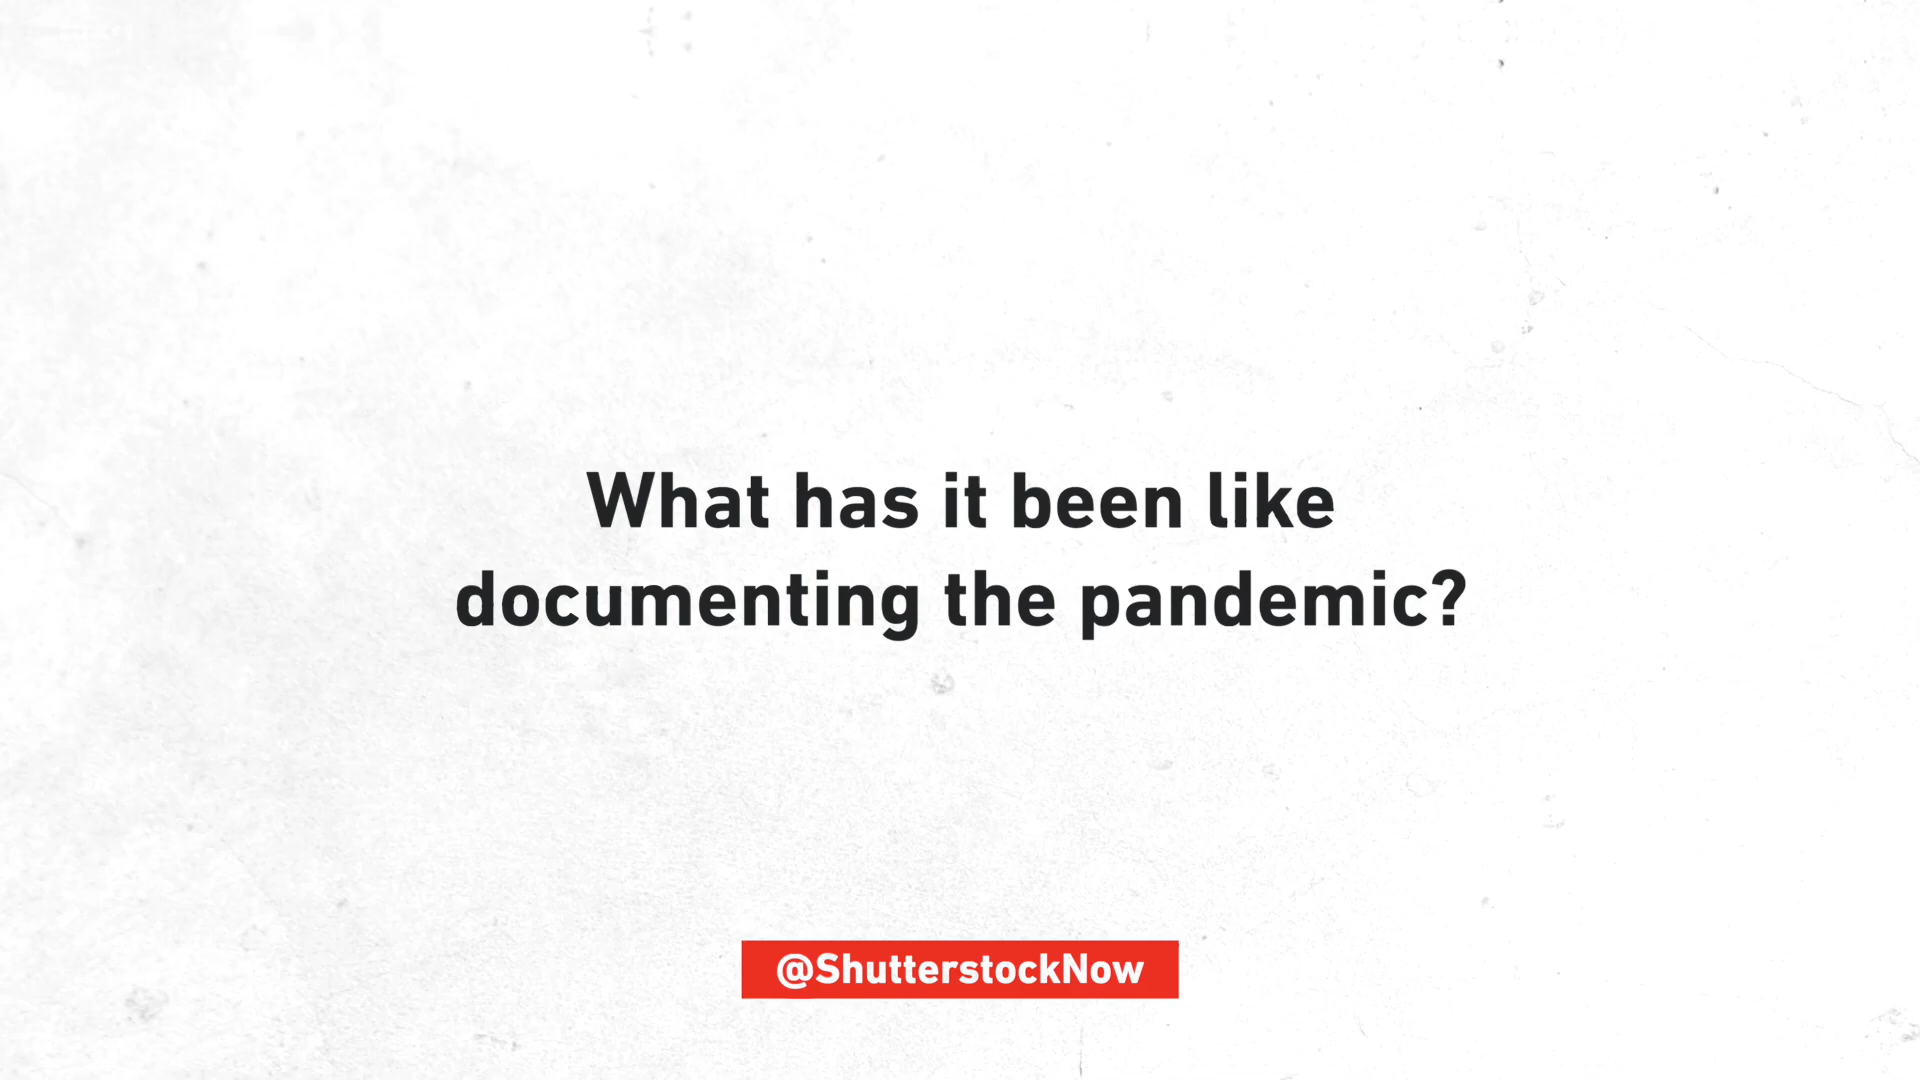 What has it been like
documenting the pandemic?
@ShutterstockNow